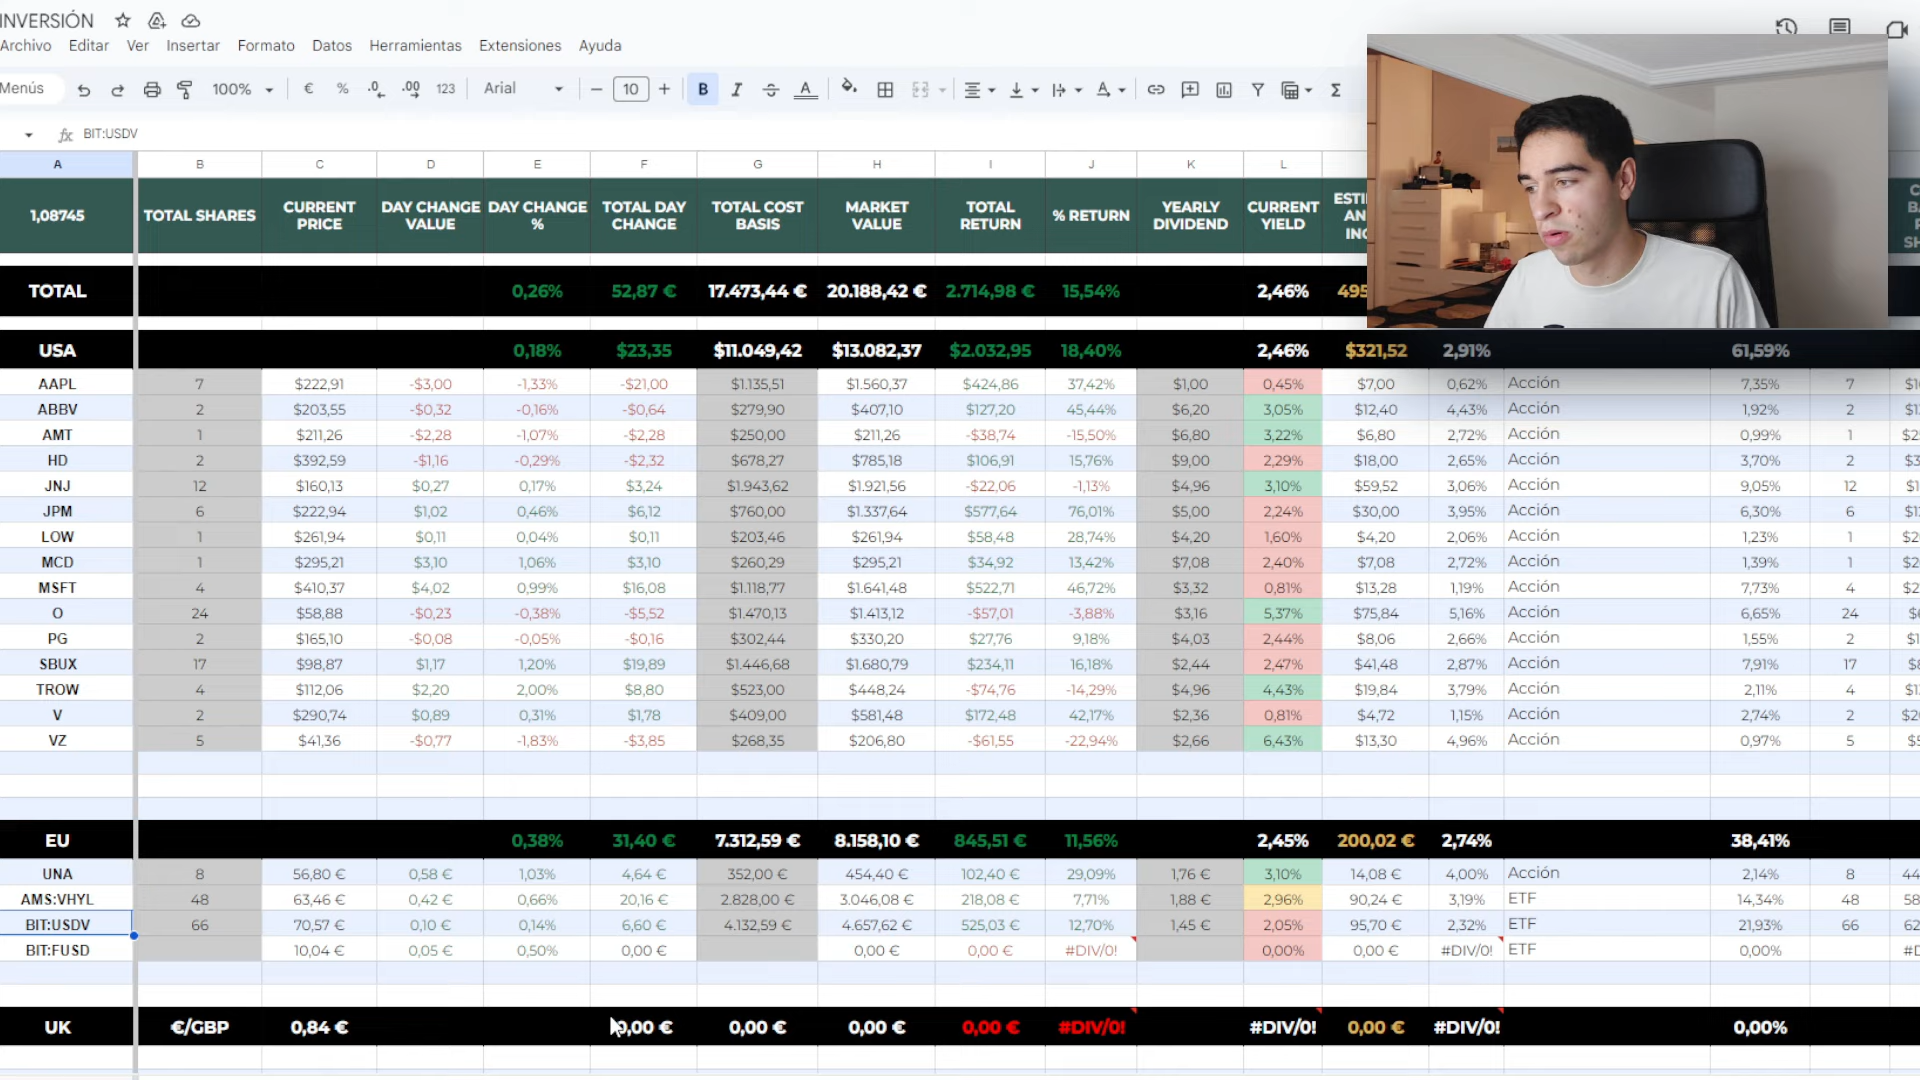 INVERSIÓN
Archivo Editar Ver Insertar Formato Datos Herramientas Extensiones Ayuda
Menús 100% € % .0 .00 123 Arial 10 B I S A A Σ
fx BIT:USDV
A B C D E F G H I J K L
1,08745 TOTAL SHARES CURRENT PRICE DAY CHANGE VALUE DAY CHANGE % TOTAL DAY CHANGE TOTAL COST BASIS MARKET VALUE TOTAL RETURN % RETURN YEARLY DIVIDEND CURRENT YIELD
TOTAL 0,26% 52,87 € 17.473,44 € 20.188,42 € 2.714,98 € 15,54% 2,46% 495
USA 0,18% $23,35 $11.049,42 $13.082,37 $2.032,95 18,40% 2,46% $321,52 2,91% 61,59%
AAPL 7 $222,91 -$3,00 -1,33% -$21,00 $1.135,51 $1.560,37 $424,86 37,42% $1,00 0,45% $7,00 0,62% Acción 7,35% 7
ABBV 2 $203,55 -$0,32 -0,16% -$0,64 $279,90 $407,10 $127,20 45,44% $6,20 3,05% $12,40 4,43% Acción 1,92% 2
AMT 1 $211,26 -$2,28 -1,07% -$2,28 $250,00 $211,26 -$38,74 -15,50% $6,80 3,22% $6,80 2,72% Acción 0,99% 1
HD 2 $392,59 -$1,16 -0,29% -$2,32 $678,27 $785,18 $106,91 15,76% $9,00 2,29% $18,00 2,65% Acción 3,70% 2
JNJ 12 $160,13 $0,27 0,17% $3,24 $1.943,62 $1.921,56 -$22,06 -1,13% $4,96 3,10% $59,52 3,06% Acción 9,05% 12
JPM 6 $222,94 $1,02 0,46% $6,12 $760,00 $1.337,64 $577,64 76,01% $5,00 2,24% $30,00 3,95% Acción 6,30% 6
LOW 1 $261,94 $0,11 0,04% $0,11 $203,46 $261,94 $58,48 28,74% $4,20 1,60% $4,20 2,06% Acción 1,23% 1
MCD 1 $295,21 $3,10 1,06% $3,10 $260,29 $295,21 $34,92 13,42% $7,08 2,40% $7,08 2,72% Acción 1,39% 1
MSFT 4 $410,37 $4,02 0,99% $16,08 $1.118,77 $1.641,48 $522,71 46,72% $3,32 0,81% $13,28 1,19% Acción 7,73% 4
O 24 $58,88 -$0,23 -0,38% -$5,52 $1.470,13 $1.413,12 -$57,01 -3,88% $3,16 5,37% $75,84 5,16% Acción 6,65% 24
PG 2 $165,10 -$0,08 -0,05% -$0,16 $302,44 $330,20 $27,76 9,18% $4,03 2,44% $8,06 2,66% Acción 1,55% 2
SBUX 17 $98,87 $1,17 1,20% $19,89 $1.446,68 $1.680,79 $234,11 16,18% $2,44 2,47% $41,48 2,87% Acción 7,91% 17
TROW 4 $112,06 $2,20 2,00% $8,80 $523,00 $448,24 -$74,76 -14,29% $4,96 4,43% $19,84 3,79% Acción 2,11% 4
V 2 $290,74 $0,89 0,31% $1,78 $409,00 $581,48 $172,48 42,17% $2,36 0,81% $4,72 1,15% Acción 2,74% 2
VZ 5 $41,36 -$0,77 -1,83% -$3,85 $268,35 $206,80 -$61,55 -22,94% $2,66 6,43% $13,30 4,96% Acción 0,97% 5
EU 0,38% 31,40 € 7.312,59 € 8.158,10 € 845,51 € 11,56% 2,45% 200,02 € 2,74% 38,41%
UNA 8 56,80 € 0,58 € 1,03% 4,64 € 352,00 € 454,40 € 102,40 € 29,09% 1,76 € 3,10% 14,08 € 4,00% Acción 2,14% 8 44
AMS:VHYL 48 63,46 € 0,42 € 0,66% 20,16 € 2.828,00 € 3.046,08 € 218,08 € 7,71% 1,88 € 2,96% 90,24 € 3,19% ETF 14,34% 48 58
BIT:USDV 66 70,57 € 0,10 € 0,14% 6,60 € 4.132,59 € 4.657,62 € 525,03 € 12,70% 1,45 € 2,05% 95,70 € 2,32% ETF 21,93% 66 62
BIT:FUSD 10,04 € 0,05 € 0,50% 0,00 € 0,00 € 0,00 € #DIV/0! 0,00% 0,00 € #DIV/0! ETF 0,00%
UK €/GBP 0,84 € 0,00 € 0,00 € 0,00 € 0,00 € #DIV/0! #DIV/0! 0,00 € #DIV/0! 0,00%